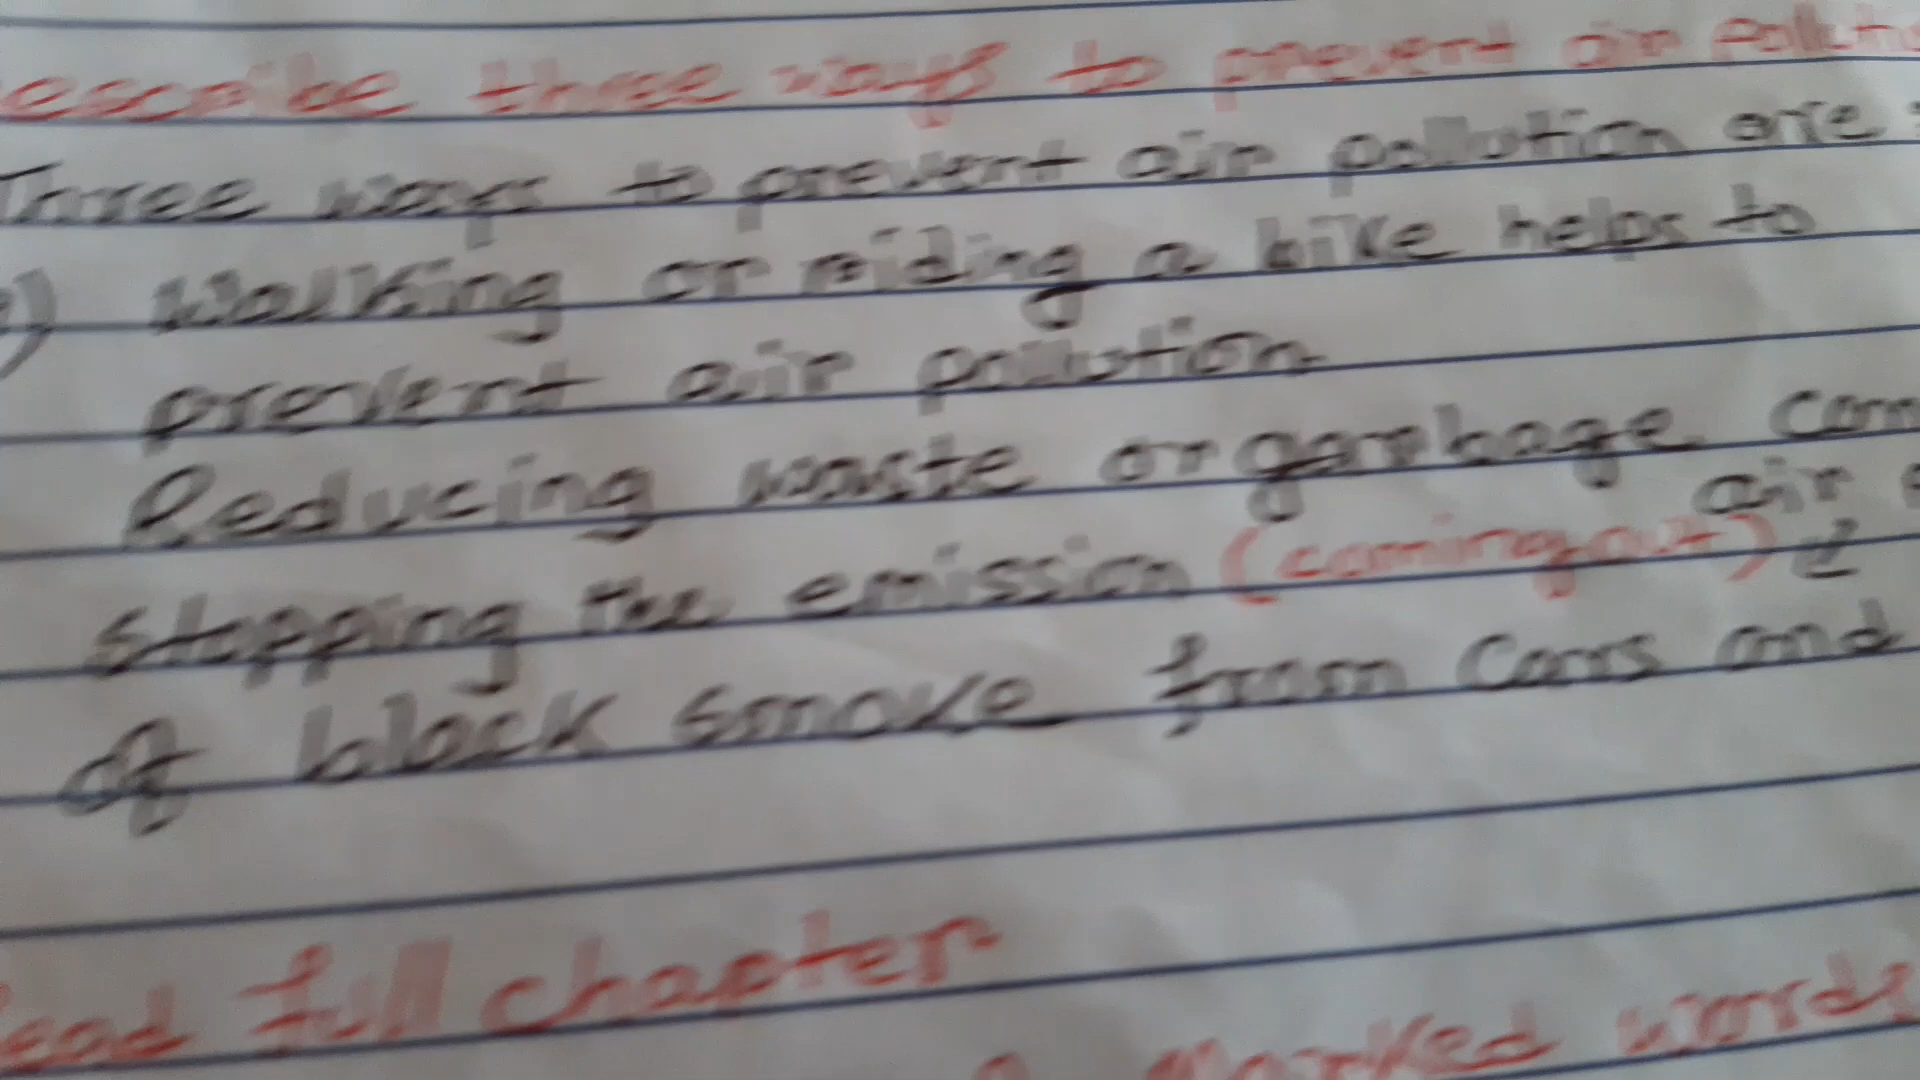 escribe three ways to prevent air polluti
Three ways to prevent air pollution are :
) Walking or riding a bike helps to
prevent air pollution
Reducing waste or garbage can
air
Stopping the emission (coming out)
of black smoke from cars and
ead full chapter.
marked words